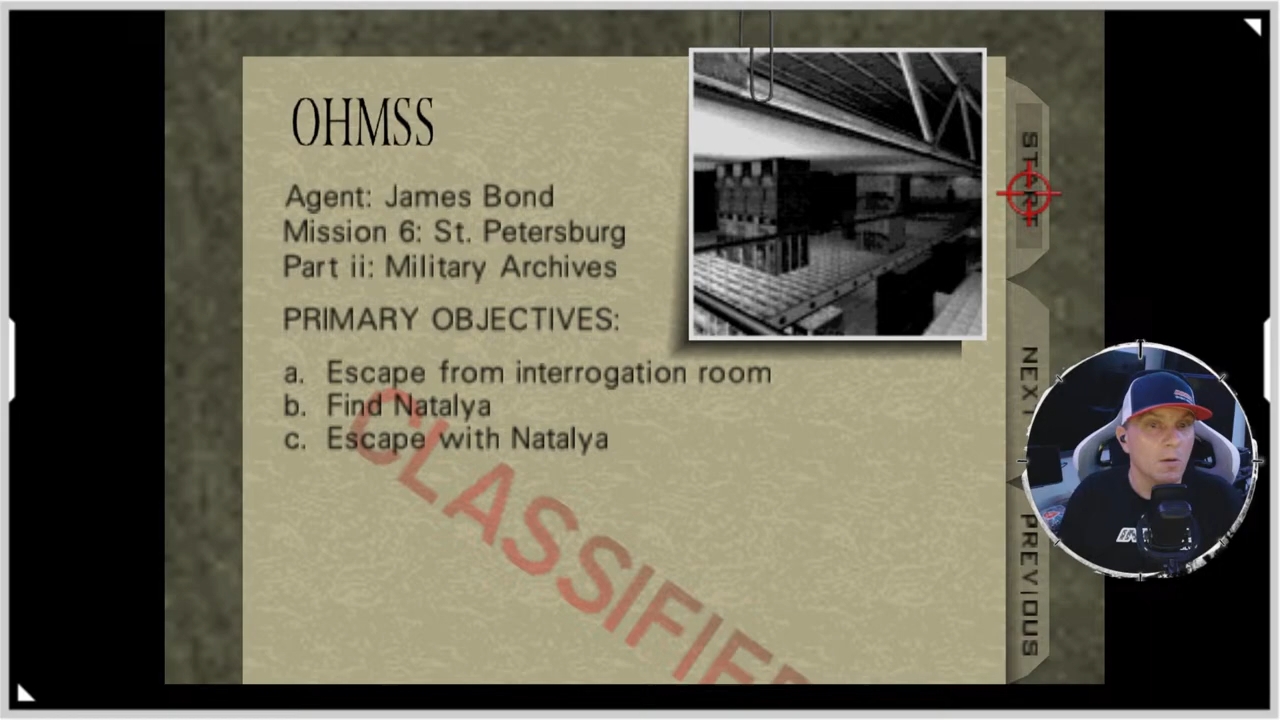 OHMSS
Agent: James Bond
Mission 6: St. Petersburg
Part ii: Military Archives
PRIMARY OBJECTIVES:
a. Escape from interrogation room
b. Find Natalya
c. Escape with Natalya
CLASSIFIE
START
NEXT
PREVIOUS